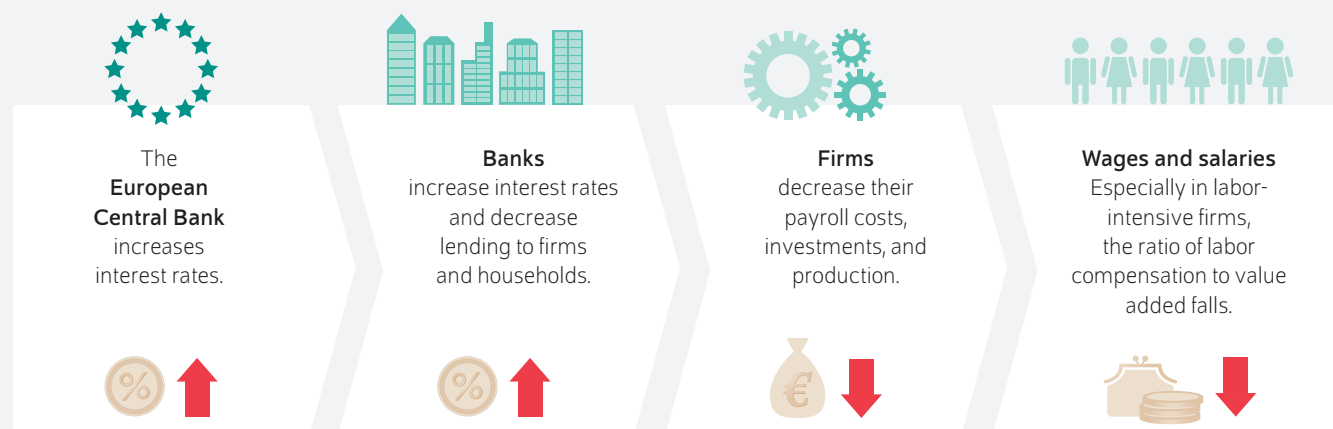 The
European
Central Bank
increases
interest rates.
%
Banks
increase interest rates
and decrease
lending to firms
and households.
%
Firms
decrease their
payroll costs,
investments, and
production.
€
Wages and salaries
Especially in labor-
intensive firms,
the ratio of labor
compensation to value
added falls.